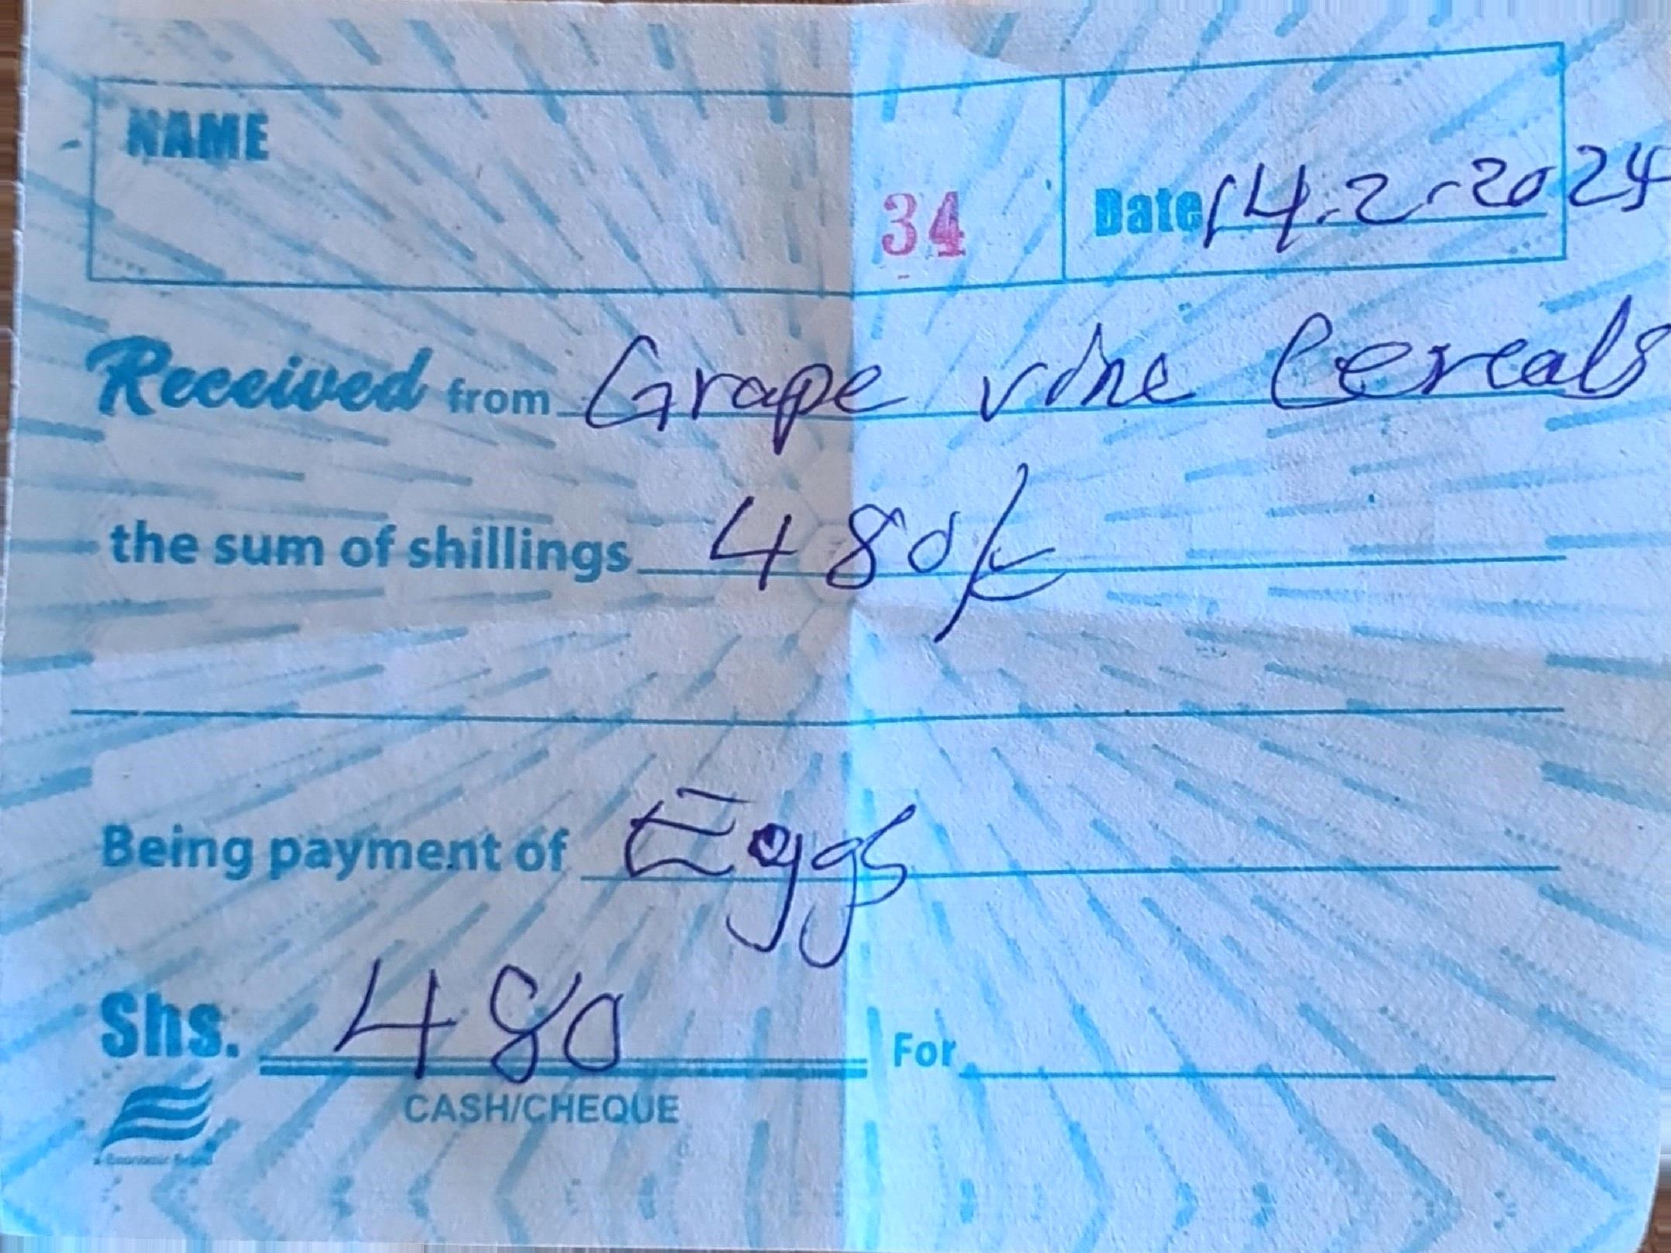 NAME
34
Date 14.2-2024
Received from Grape vine Cereals
the sum of shillings 480/=
Being payment of Eggs
Shs. 480 For
CASH/CHEQUE